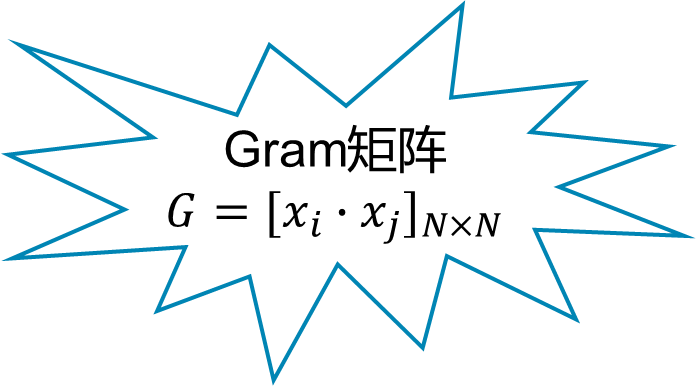 Gram矩阵
G = [x_i · x_j]_{N×N}